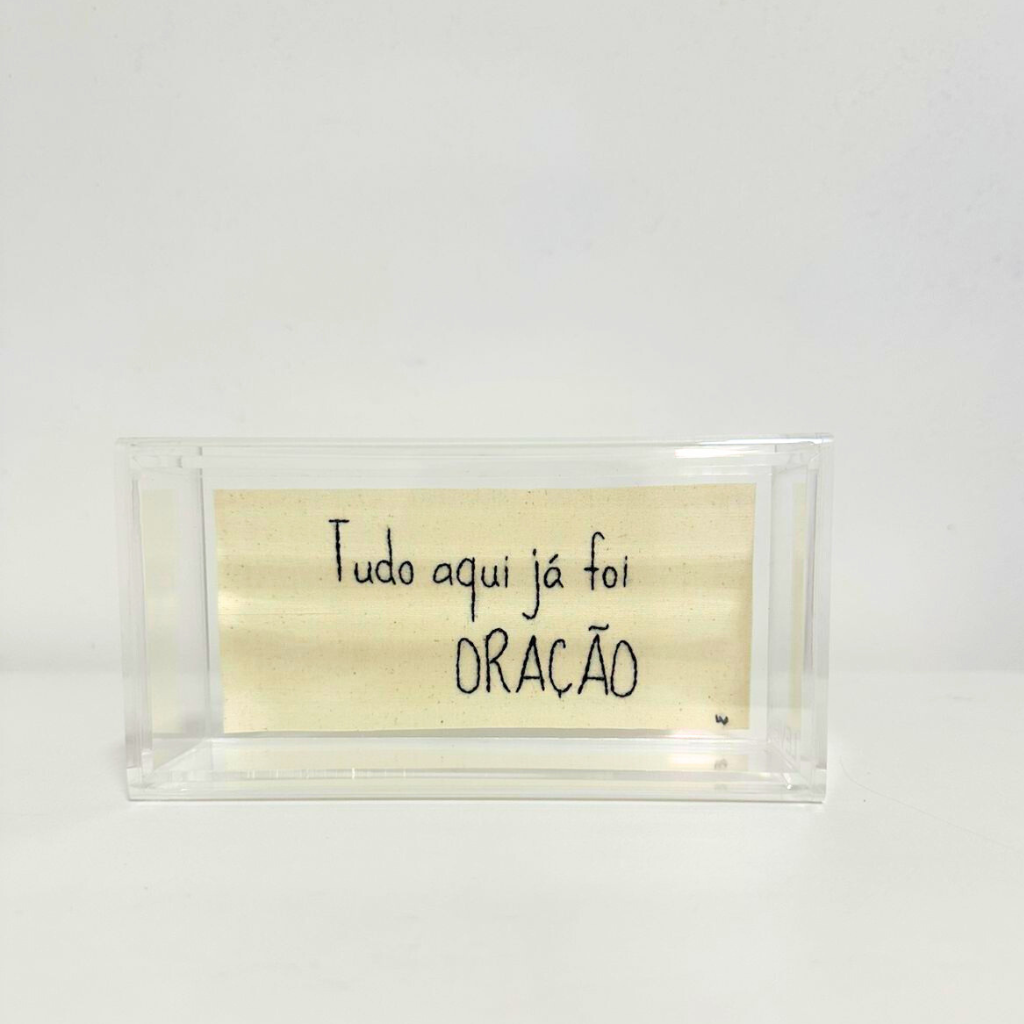 Tudo aqui já foi
ORAÇÃO
w